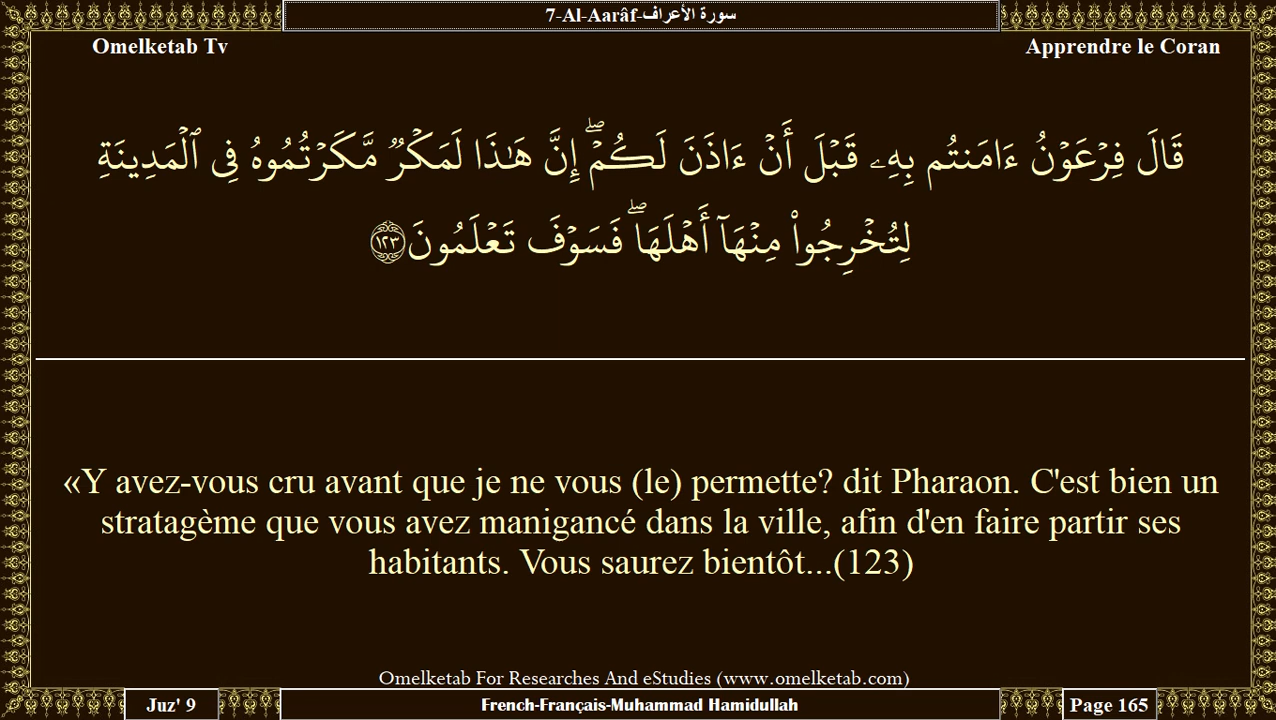 7-Al-Aarâf-سورة الأعراف
Omelketab Tv
Apprendre le Coran
قَالَ فِرْعَوْنُ ءَامَنتُم بِهِۦ قَبْلَ أَنْ ءَاذَنَ لَكُمْ ۖ إِنَّ هَـٰذَا لَمَكْرٌ مَّكَرْتُمُوهُ فِى ٱلْمَدِينَةِ
لِتُخْرِجُوا۟ مِنْهَآ أَهْلَهَا ۖ فَسَوْفَ تَعْلَمُونَ ١٢٣
«Y avez-vous cru avant que je ne vous (le) permette? dit Pharaon. C'est bien un
stratagème que vous avez manigancé dans la ville, afin d'en faire partir ses
habitants. Vous saurez bientôt...(123)
Omelketab For Researches And eStudies (www.omelketab.com)
Juz' 9
French-Français-Muhammad Hamidullah
Page 165